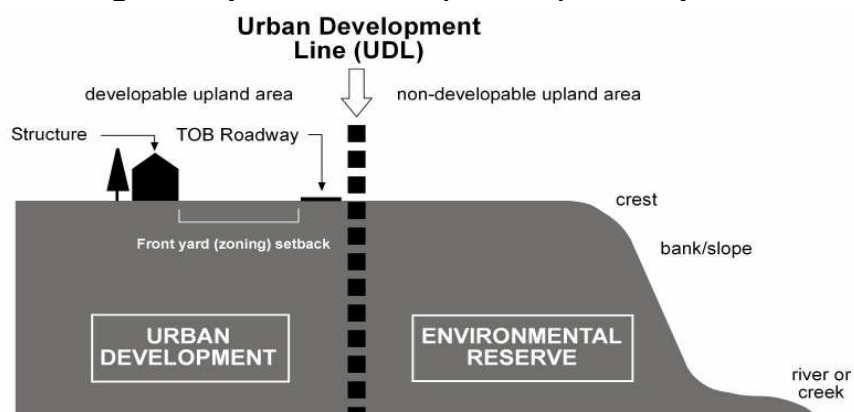 Urban Development
Line (UDL)
developable upland area
non-developable upland area
Structure
TOB Roadway
crest
Front yard (zoning) setback
bank/slope
URBAN
DEVELOPMENT
ENVIRONMENTAL
RESERVE
river or
creek